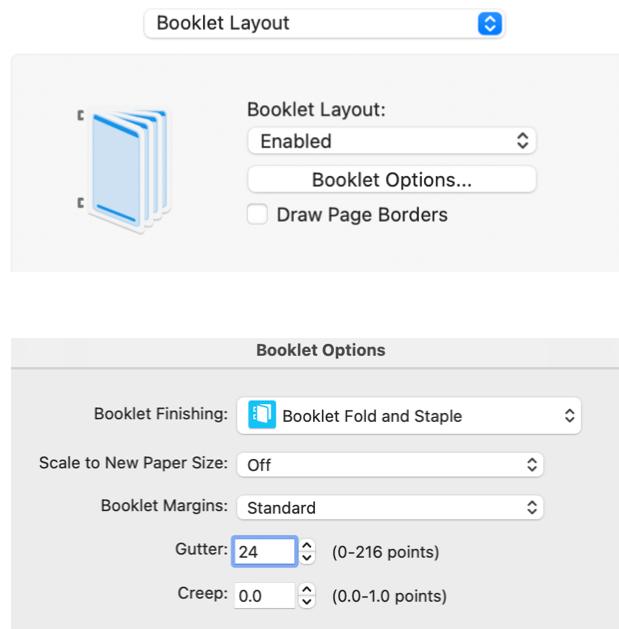 Booklet Layout
Booklet Layout:
Enabled
Booklet Options...
Draw Page Borders
Booklet Options
Booklet Finishing: Booklet Fold and Staple
Scale to New Paper Size: Off
Booklet Margins: Standard
Gutter: 24 (0-216 points)
Creep: 0.0 (0.0-1.0 points)